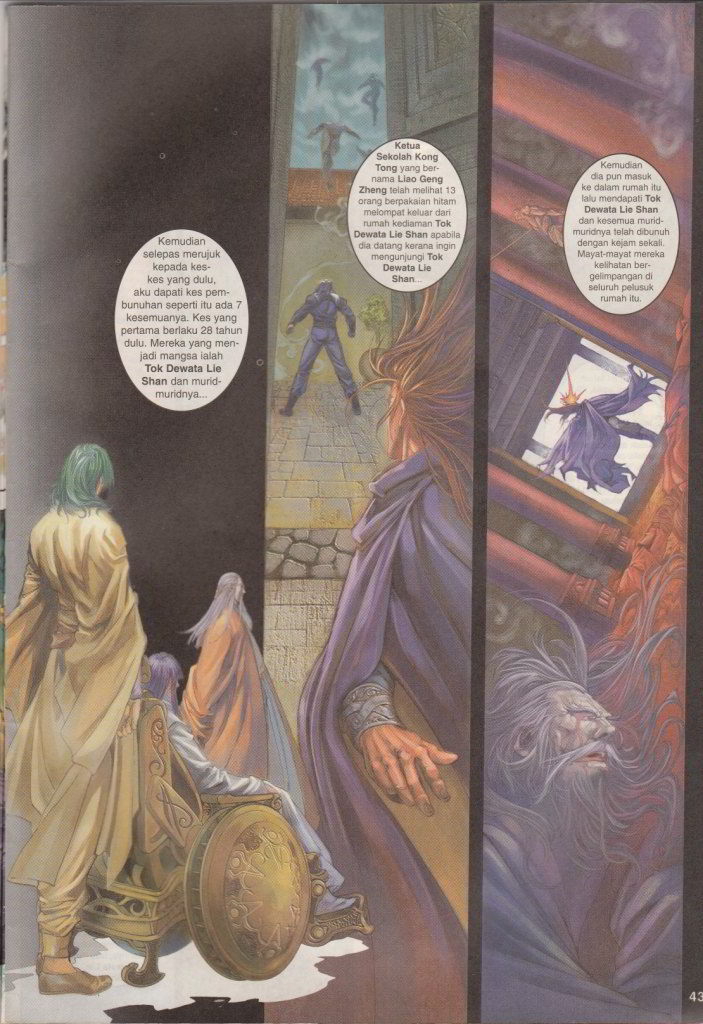 Kemudian
selepas merujuk
kepada kes-
kes yang dulu,
aku dapati kes pem-
bunuhan seperti itu ada 7
kesemuanya. Kes yang
pertama berlaku 28 tahun
dulu. Mereka yang men-
jadi mangsa ialah
Tok Dewata Lie
Shan dan murid-
muridnya...
Ketua
Sekolah Kong
Tong yang ber-
nama Liao Geng
Zheng telah melihat 13
orang berpakaian hitam
melompat keluar dari
rumah kediaman Tok
Dewata Lie Shan apabila
dia datang kerana ingin
mengunjungi Tok
Dewata Lie
Shan...
Kemudian
dia pun masuk
ke dalam rumah itu
lalu mendapati Tok
Dewata Lie Shan
dan kesemua murid-
muridnya telah dibunuh
dengan kejam sekali.
Mayat-mayat mereka
kelihatan ber-
gelimpangan di
seluruh pelusuk
rumah itu.
43